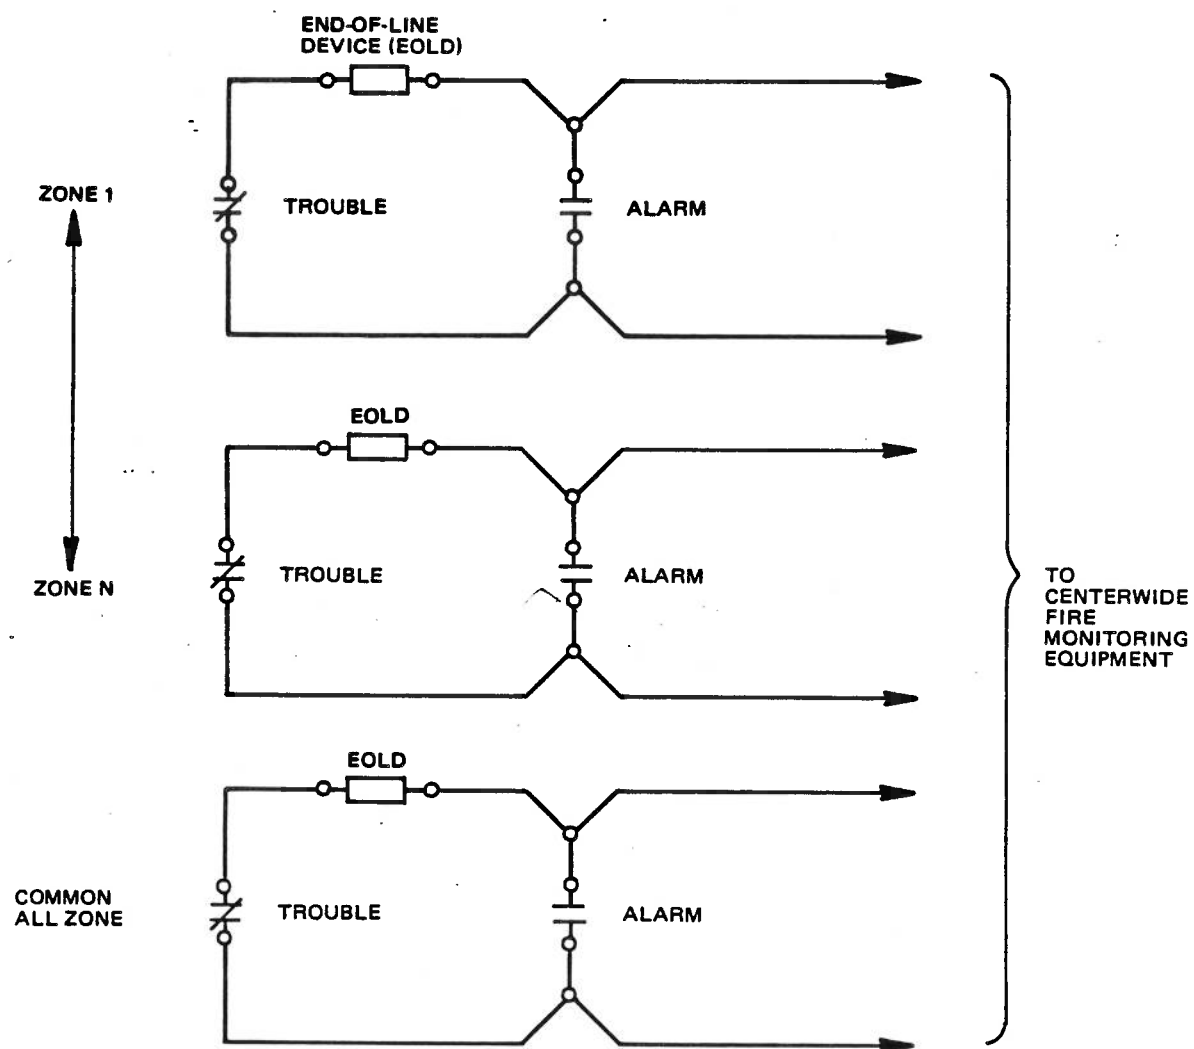 END-OF-LINE
DEVICE (EOLD)
ZONE 1
TROUBLE
ALARM
EOLD
ZONE N
TROUBLE
ALARM
TO
CENTERWIDE
FIRE
MONITORING
EQUIPMENT
EOLD
COMMON
ALL ZONE
TROUBLE
ALARM